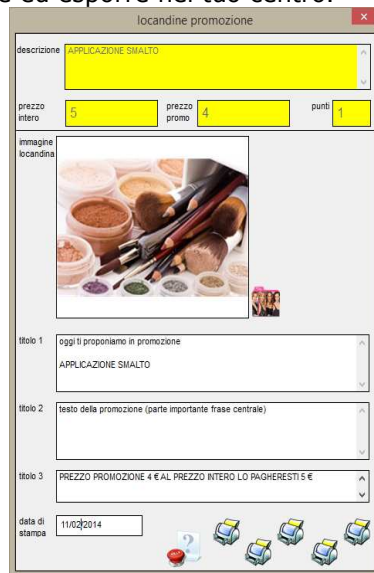 ed esporre nel tuo centro.
locandine promozione
descrizione
APPLICAZIONE SMALTO
prezzo
intero
5
prezzo
promo
4
punti
1
immagine
locandina
titolo 1
oggi ti proponiamo in promozione
APPLICAZIONE SMALTO
titolo 2
testo della promozione (parte importante frase centrale)
titolo 3
PREZZO PROMOZIONE 4 € AL PREZZO INTERO LO PAGHERESTI 5 €
data di
stampa
11/02/2014